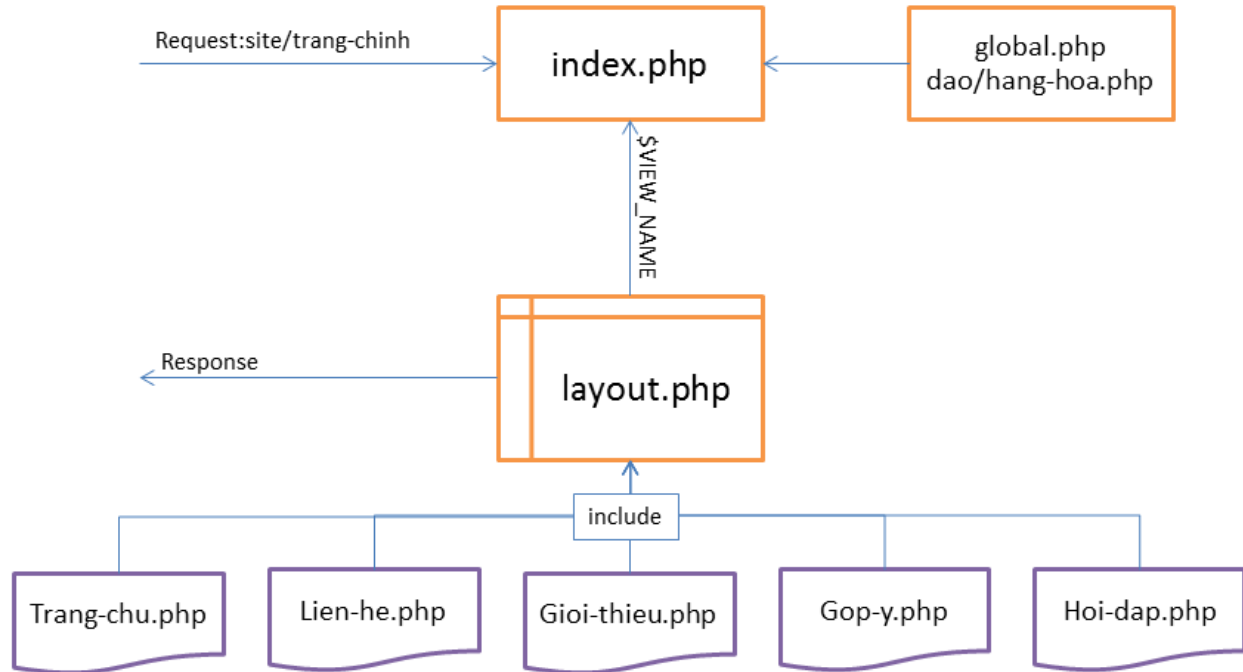 Request:site/trang-chinh
index.php
global.php
dao/hang-hoa.php
$VIEW_NAME
Response
layout.php
include
Trang-chu.php
Lien-he.php
Gioi-thieu.php
Gop-y.php
Hoi-dap.php